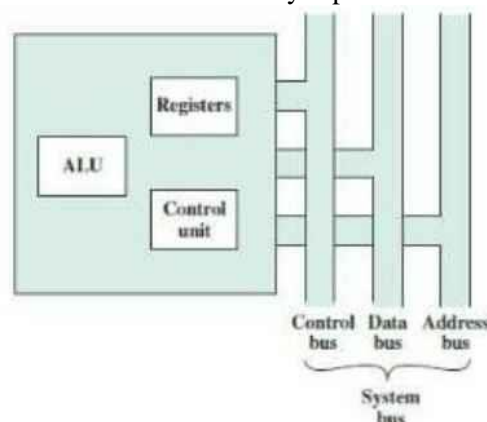 Registers
ALU
Control
unit
Control Data Address
bus bus bus
System
bus